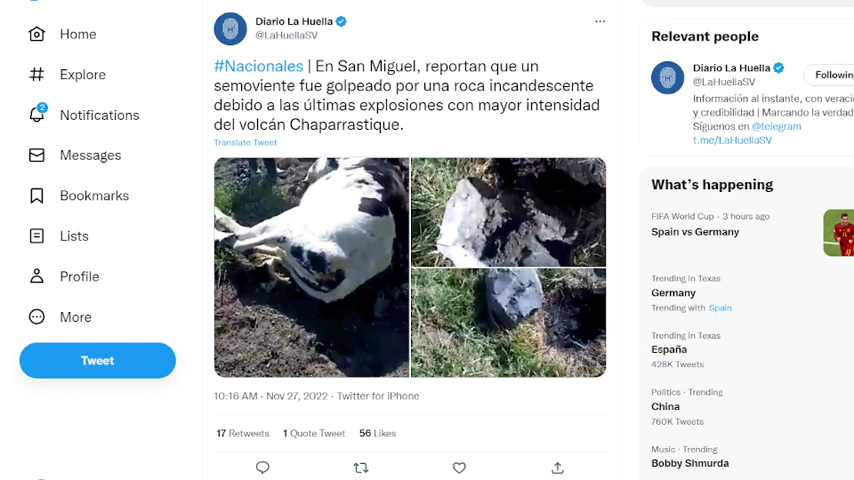 Home
Explore
2
Notifications
Messages
Bookmarks
Lists
Profile
More
Tweet
Diario La Huella
@LaHuellaSV
#Nacionales | En San Miguel, reportan que un
semoviente fue golpeado por una roca incandescente
debido a las últimas explosiones con mayor intensidad
del volcán Chaparrastique.
Translate Tweet
10:16 AM · Nov 27, 2022 · Twitter for iPhone
17 Retweets 1 Quote Tweet 56 Likes
Relevant people
Diario La Huella
@LaHuellaSV
Following
Información al instante, con veraci
y credibilidad | Marcando la verdad
Síguenos en @telegram
t.me/LaHuellaSV
What's happening
FIFA World Cup · 3 hours ago
Spain vs Germany
Trending in Texas
Germany
Trending with Spain
Trending in Texas
España
428K Tweets
Politics · Trending
China
760K Tweets
Music · Trending
Bobby Shmurda